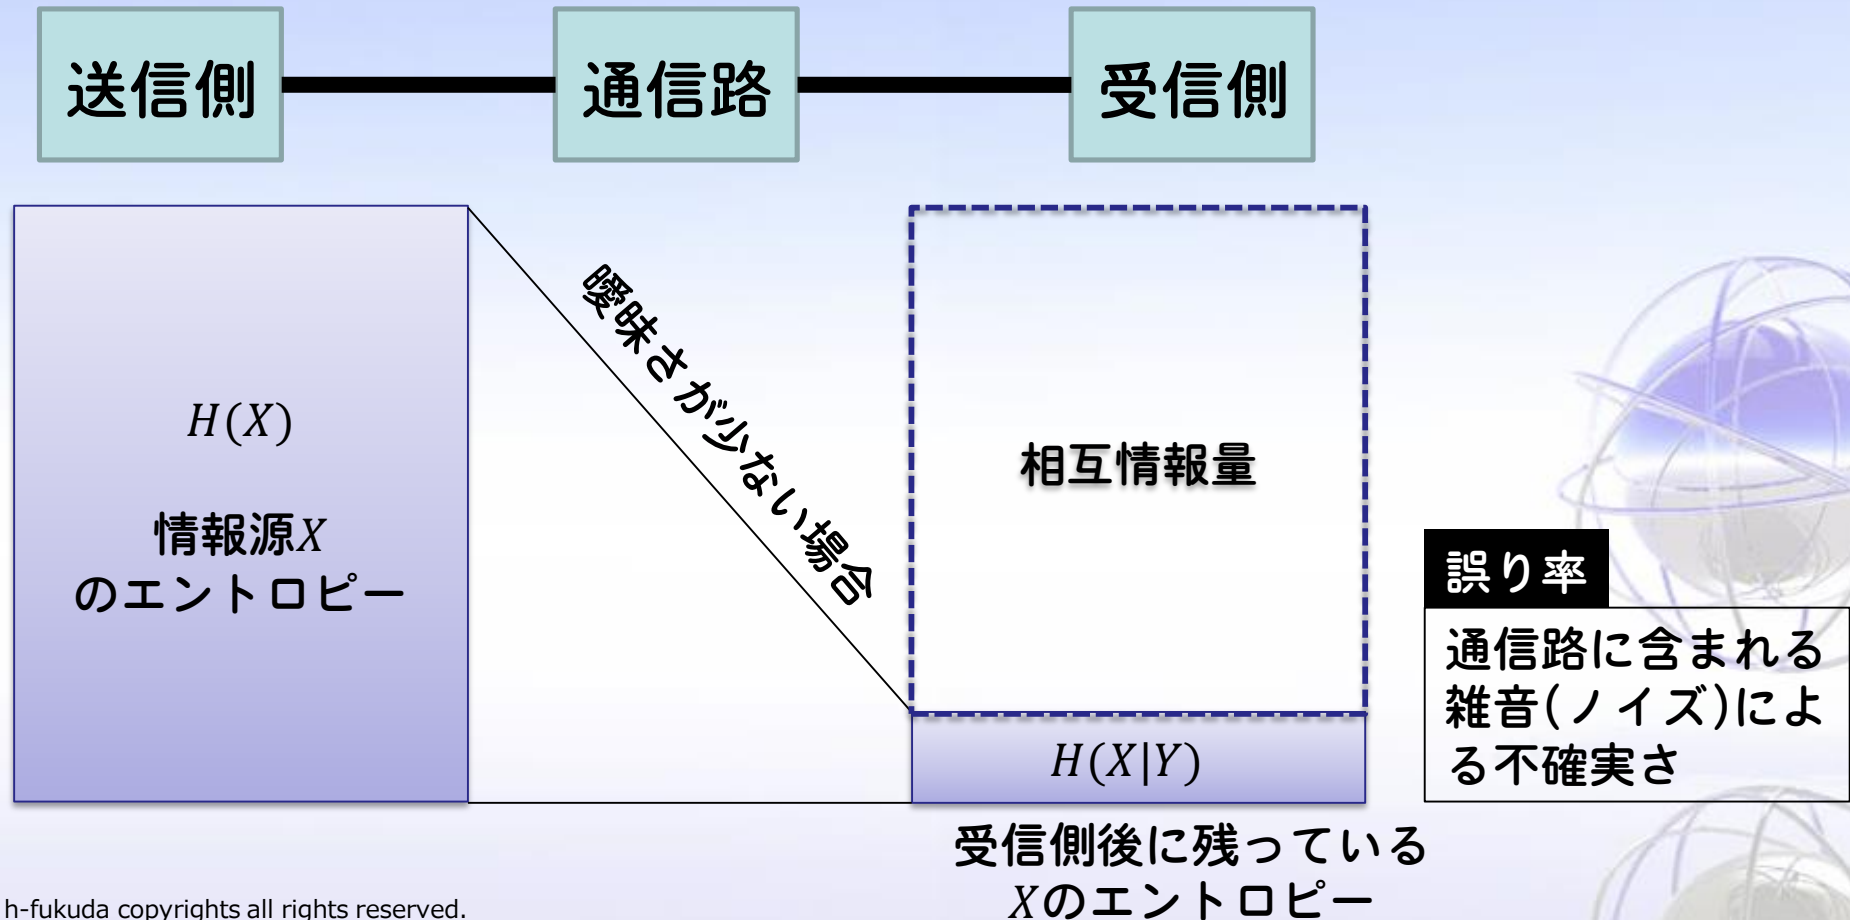 送信側
通信路
受信側
H(X)
情報源X
のエントロピー
曖昧さが少ない場合
相互情報量
H(X|Y)
受信側後に残っている
Xのエントロピー
誤り率
通信路に含まれる
雑音(ノイズ)によ
る不確実さ
h-fukuda copyrights all rights reserved.